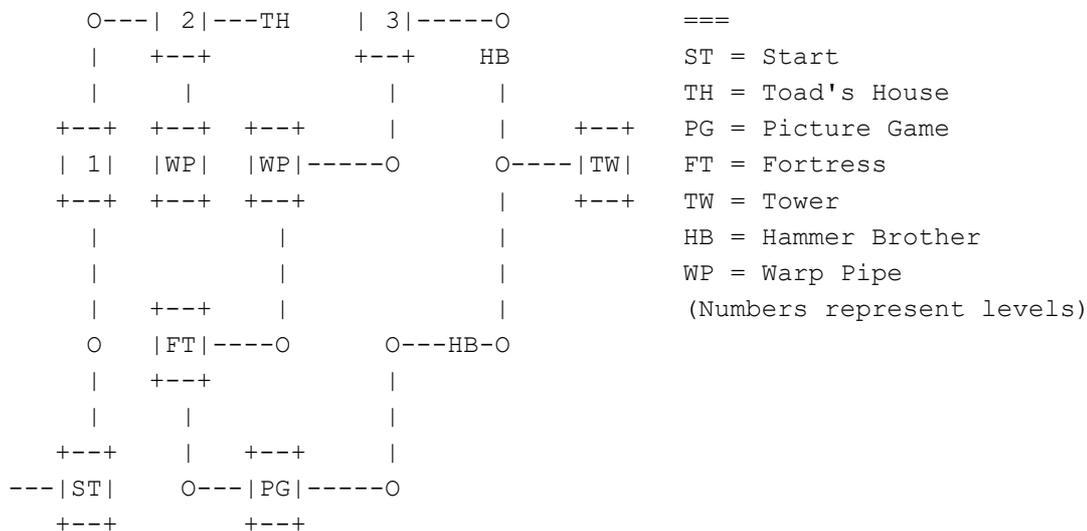 O---| 2|---TH    | 3|-----O         ===
     |   +--+           +--+   HB         ST = Start
     |     |              |     |         TH = Toad's House
   +--+  +--+  +--+       |     |   +--+  PG = Picture Game
   | 1|  |WP|  |WP|-----O     O----|TW|  FT = Fortress
   +--+  +--+  +--+             |   +--+  TW = Tower
     |           |              |         HB = Hammer Brother
     |           |              |         WP = Warp Pipe
     |   +--+    |              |         (Numbers represent levels)
     O   |FT|----O      O---HB-O
     |   +--+           |
     |     |            |
   +--+    |   +--+     |
---|ST|    O---|PG|-----O
   +--+        +--+